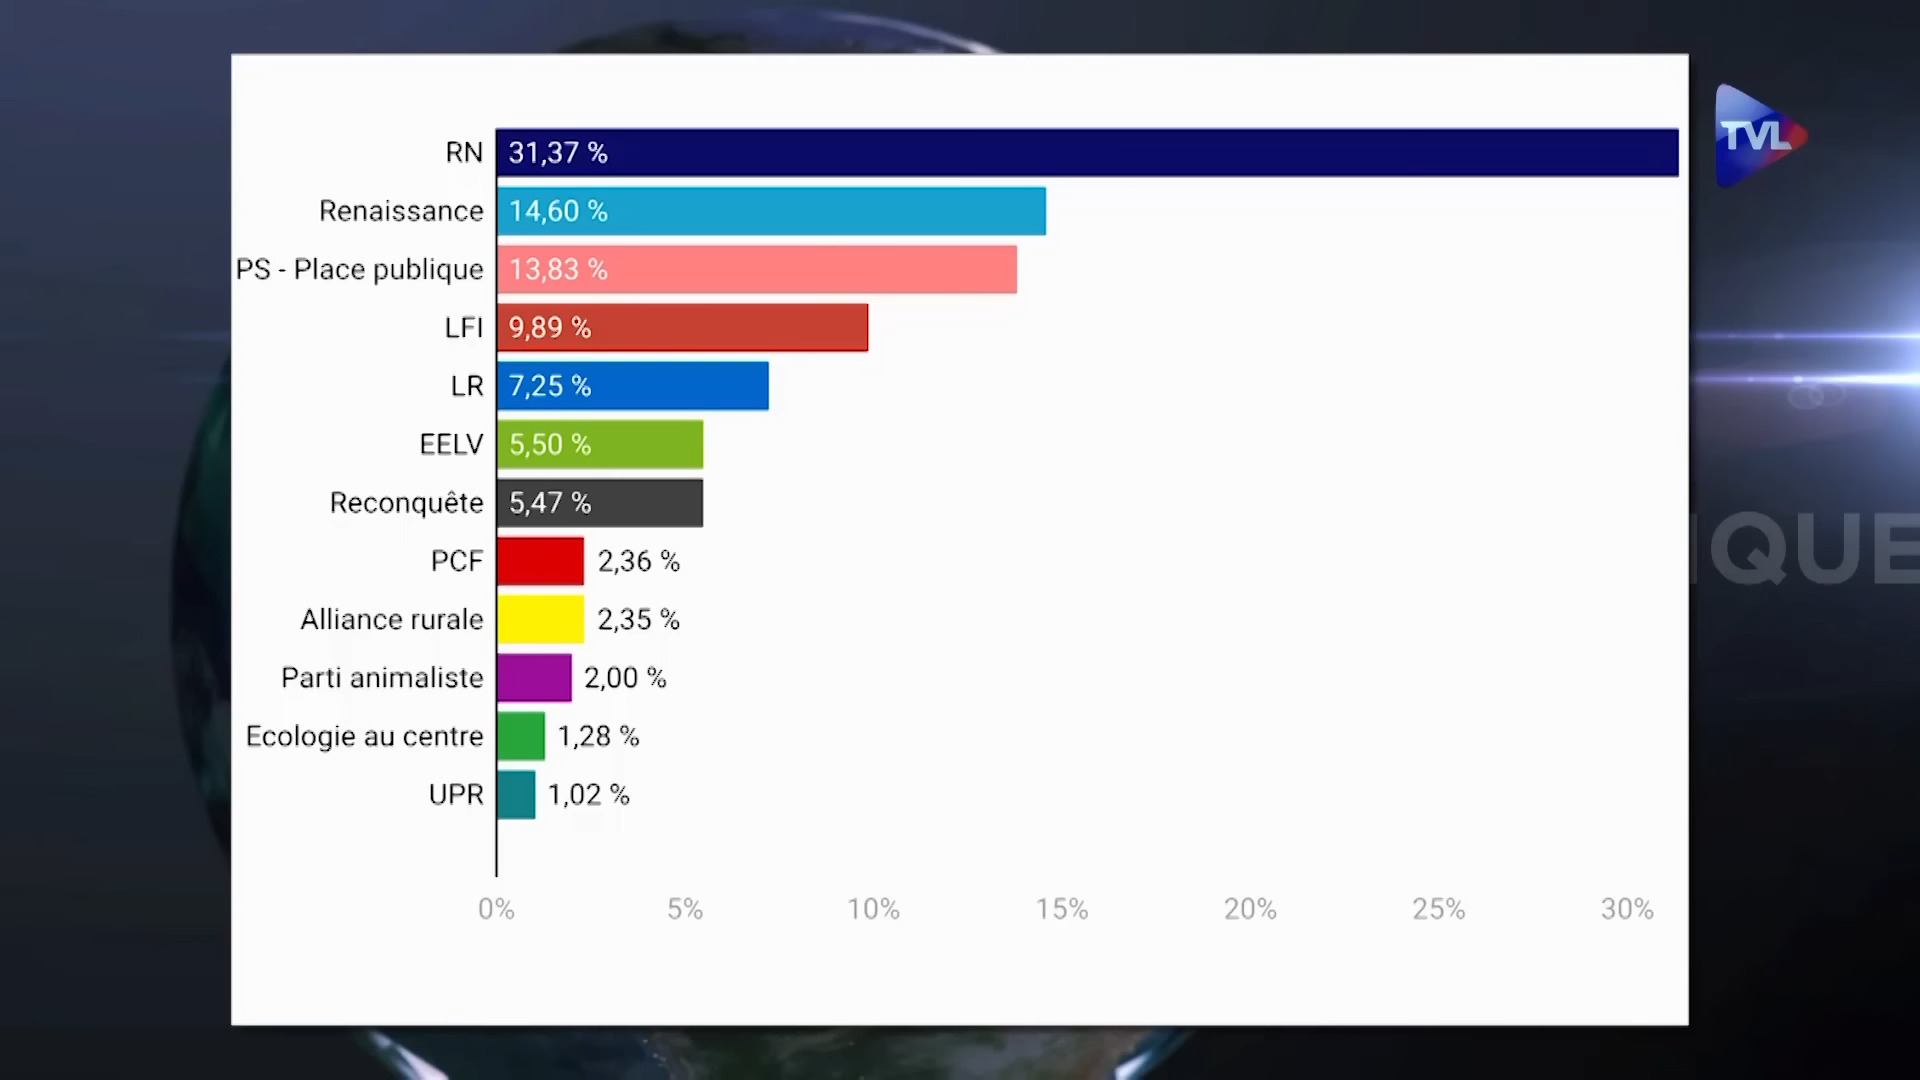 TVL
RN 31,37 %
Renaissance 14,60 %
PS - Place publique 13,83 %
LFI 9,89 %
LR 7,25 %
EELV 5,50 %
Reconquête 5,47 %
PCF 2,36 %
Alliance rurale 2,35 %
Parti animaliste 2,00 %
Ecologie au centre 1,28 %
UPR 1,02 %
0% 5% 10% 15% 20% 25% 30%
QUE